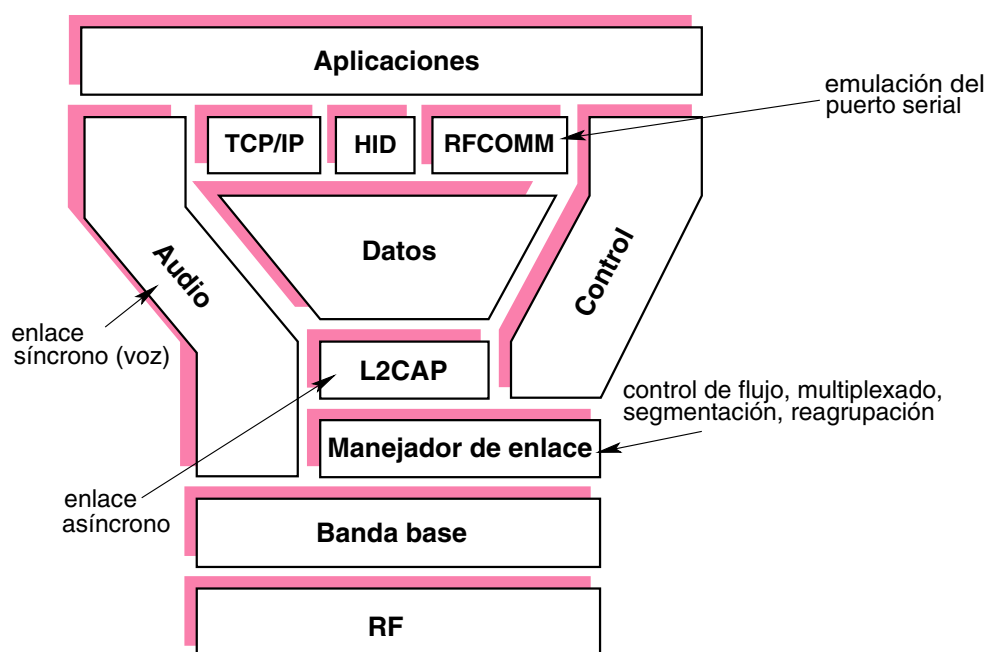 Aplicaciones
emulación del
puerto serial
TCP/IP
HID
RFCOMM
Audio
Datos
Control
enlace
síncrono (voz)
L2CAP
control de flujo, multiplexado,
segmentación, reagrupación
Manejador de enlace
enlace
asíncrono
Banda base
RF